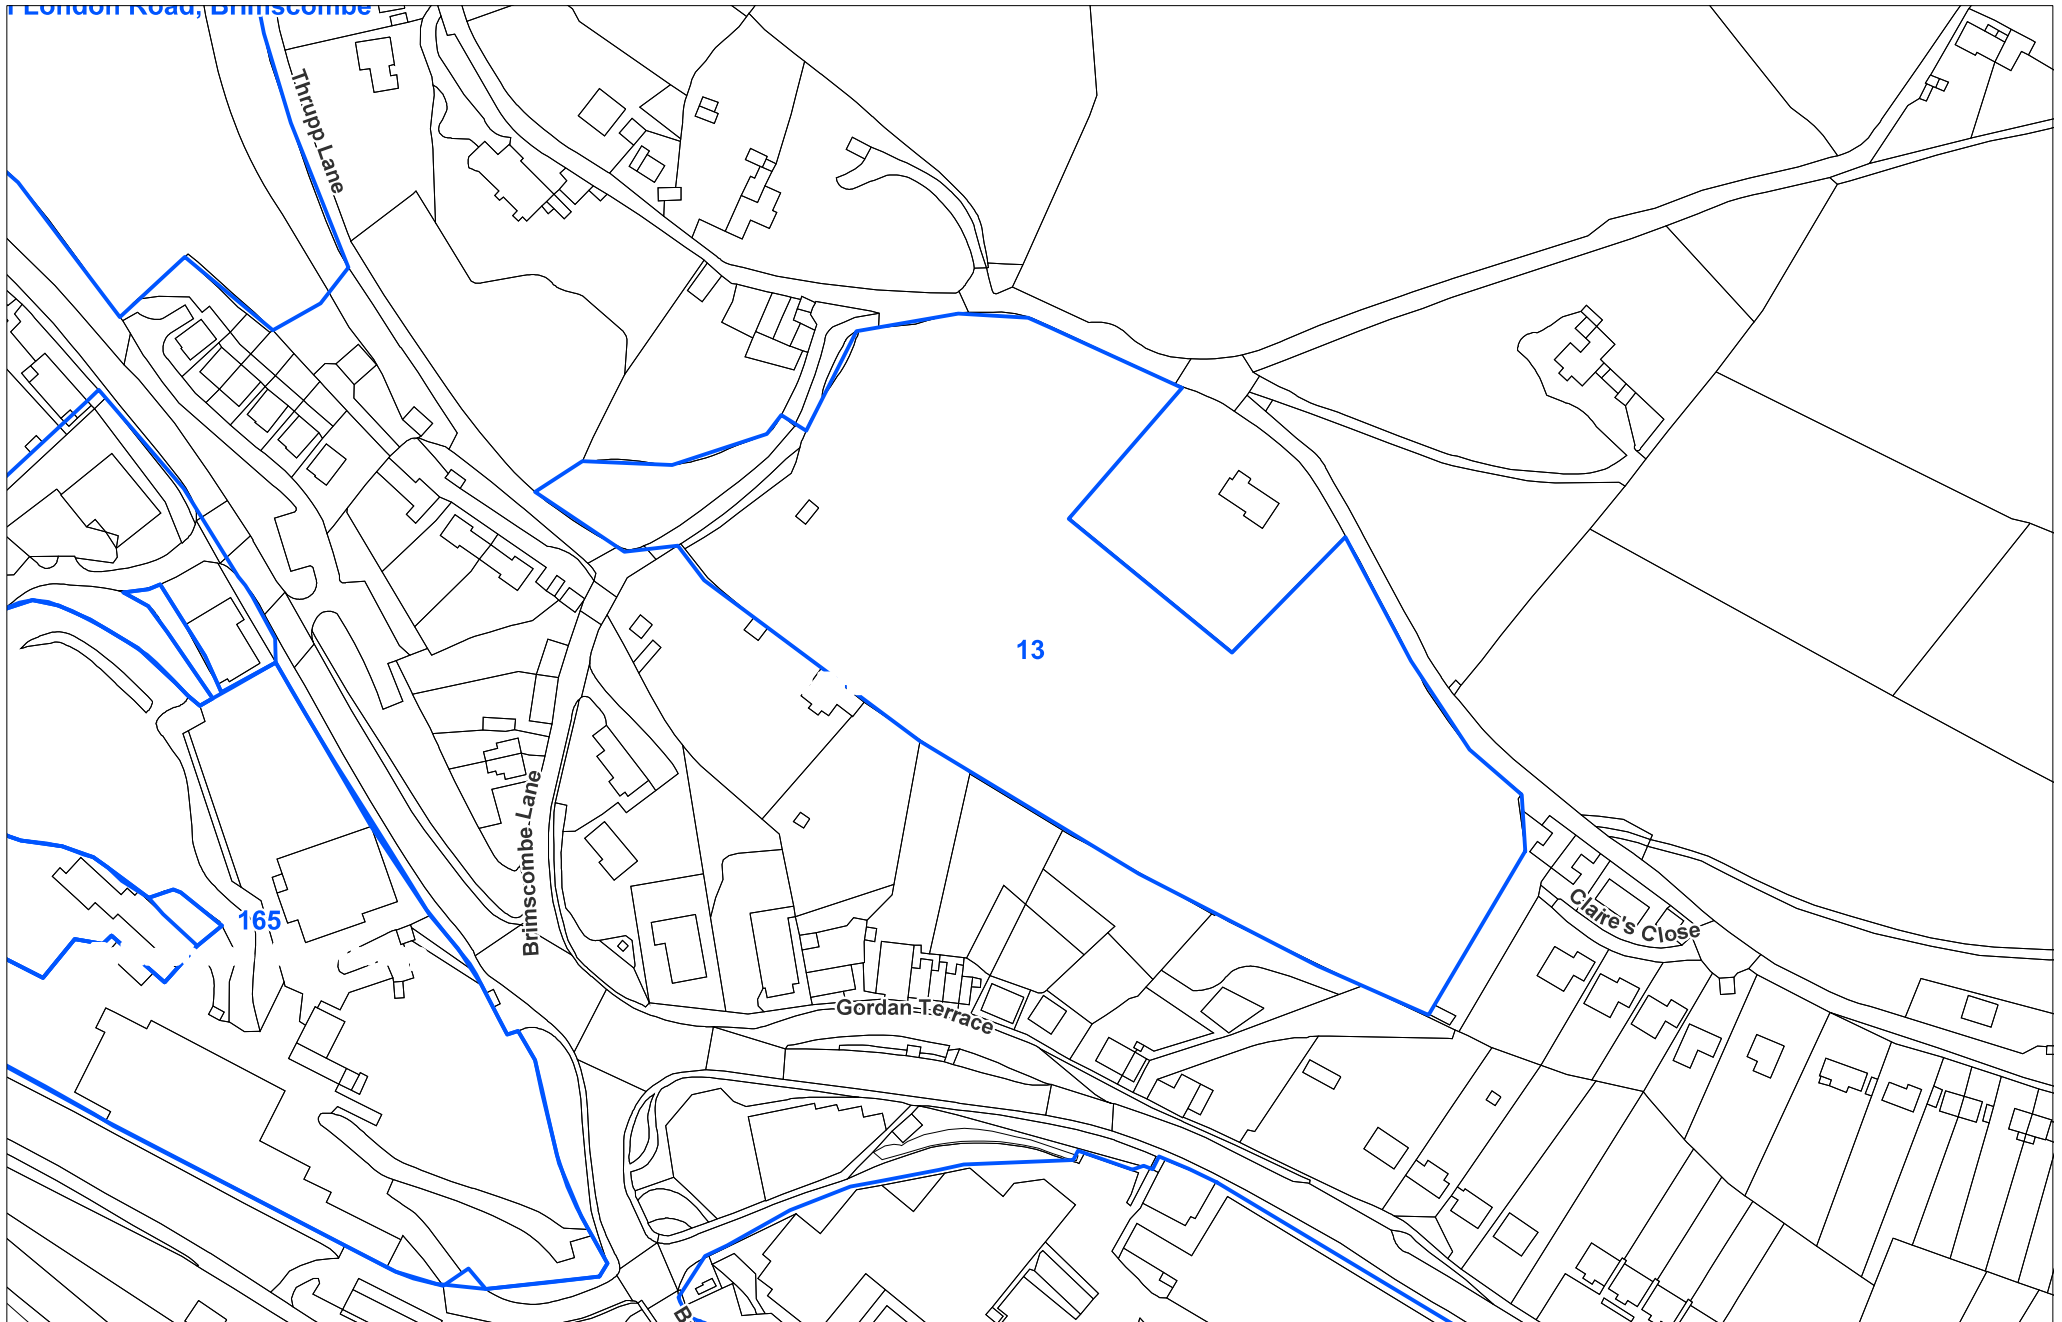 London Road, Brimscombe
Thrupp Lane
13
Brimscombe Lane
165
Claire's Close
Gordan Terrace
B